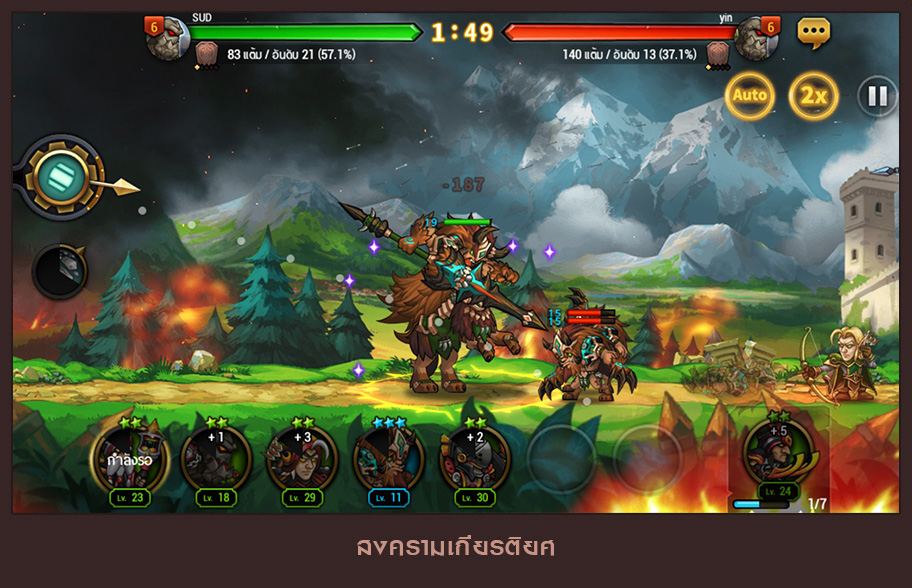 SUD
yin
6
1:49
6
83 แต้ม / อันดับ 21 (57.1%)
140 แต้ม / อันดับ 13 (37.1%)
Auto
2x
-187
19
15
15
กำลังรอ
+1
+3
+2
+5
Lv. 23
Lv. 18
Lv. 29
Lv. 11
Lv. 30
Lv. 24
1/7
สงครามเกียรติยศ